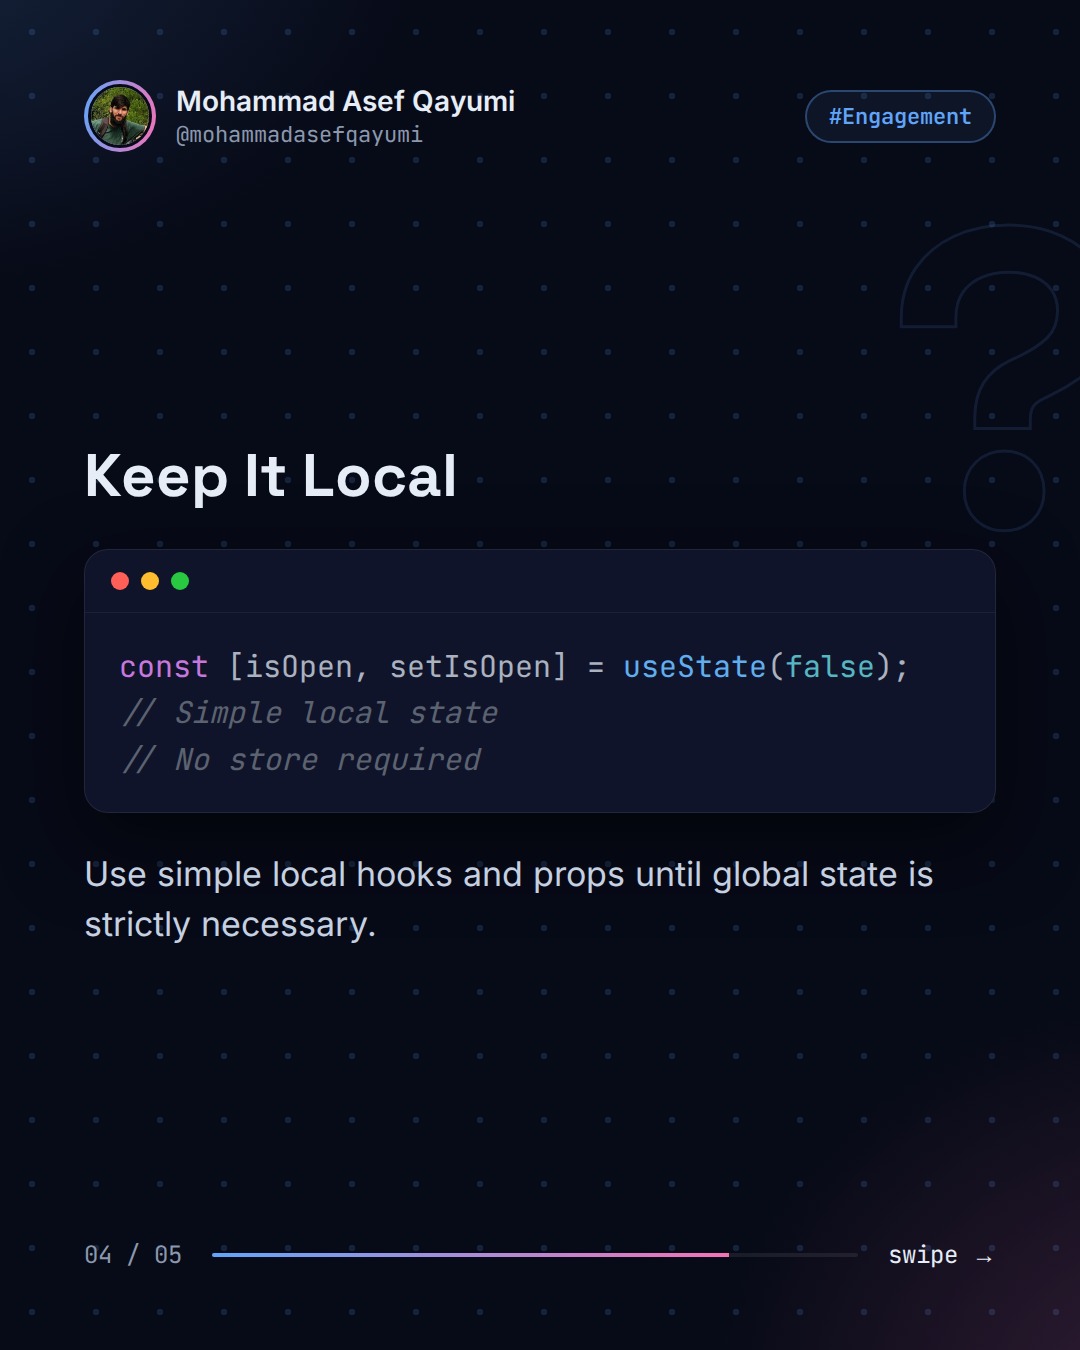 Mohammad Asef Qayumi
@mohammadasefqayumi
#Engagement
?
Keep It Local
const [isOpen, setIsOpen] = useState(false);
// Simple local state
// No store required
Use simple local hooks and props until global state is
strictly necessary.
04 / 05
swipe →